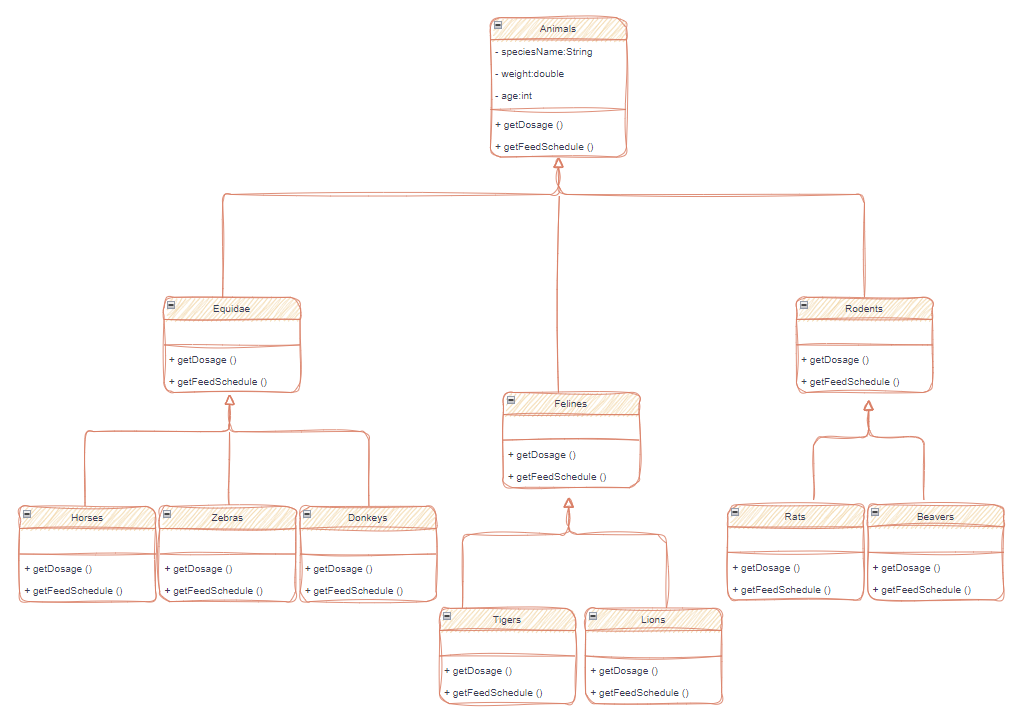 Animals
- speciesName:String
- weight:double
- age:int
+ getDosage ()
+ getFeedSchedule ()
Equidae
+ getDosage ()
+ getFeedSchedule ()
Rodents
+ getDosage ()
+ getFeedSchedule ()
Felines
+ getDosage ()
+ getFeedSchedule ()
Horses
+ getDosage ()
+ getFeedSchedule ()
Zebras
+ getDosage ()
+ getFeedSchedule ()
Donkeys
+ getDosage ()
+ getFeedSchedule ()
Rats
+ getDosage ()
+ getFeedSchedule ()
Beavers
+ getDosage ()
+ getFeedSchedule ()
Tigers
+ getDosage ()
+ getFeedSchedule ()
Lions
+ getDosage ()
+ getFeedSchedule ()